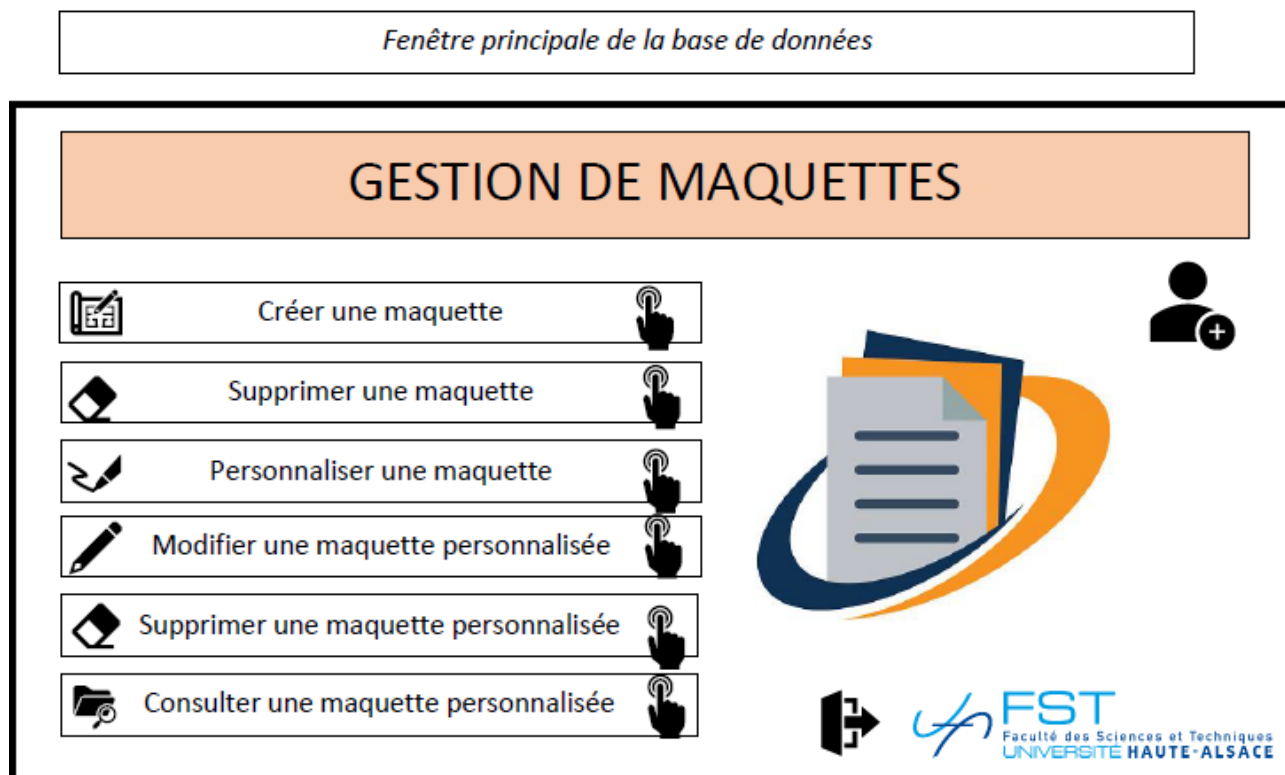 Fenêtre principale de la base de données
GESTION DE MAQUETTES
Créer une maquette
Supprimer une maquette
Personnaliser une maquette
Modifier une maquette personnalisée
Supprimer une maquette personnalisée
Consulter une maquette personnalisée
FST
Faculté des Sciences et Techniques
UNIVERSITÉ HAUTE-ALSACE